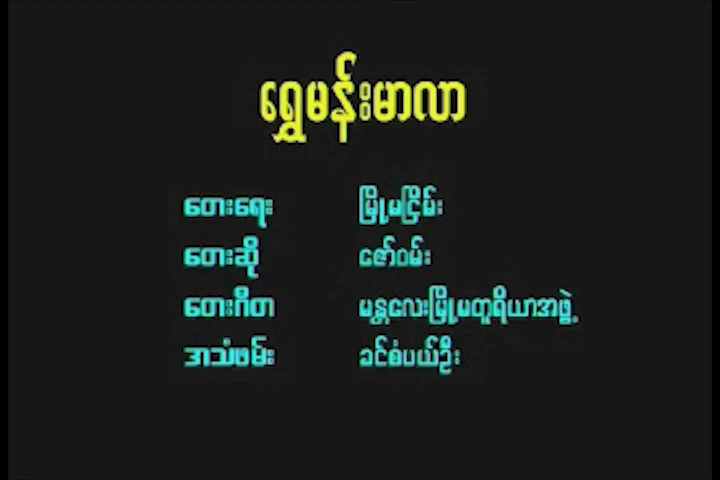 ရွှေမန်းမာလာ
တေးရေး မြို့မငြိမ်း
တေးဆို ဇော်ဝမ်း
တေးဂီတ မန္တလေးမြို့မတူရိယာအဖွဲ့
အသံဖမ်း ခင်စံပယ်ဦး